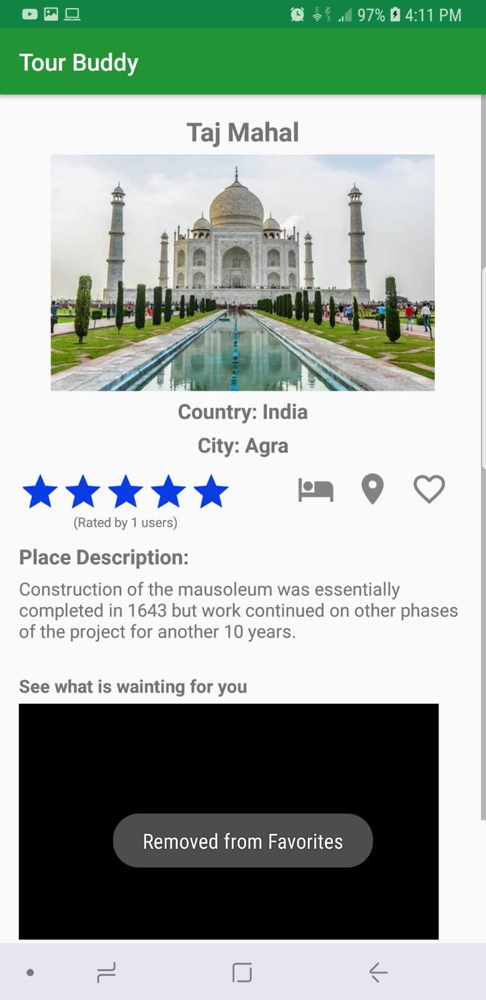 97% 4:11 PM
Tour Buddy
Taj Mahal
Country: India
City: Agra
(Rated by 1 users)
Place Description:
Construction of the mausoleum was essentially
completed in 1643 but work continued on other phases
of the project for another 10 years.
See what is wainting for you
Removed from Favorites